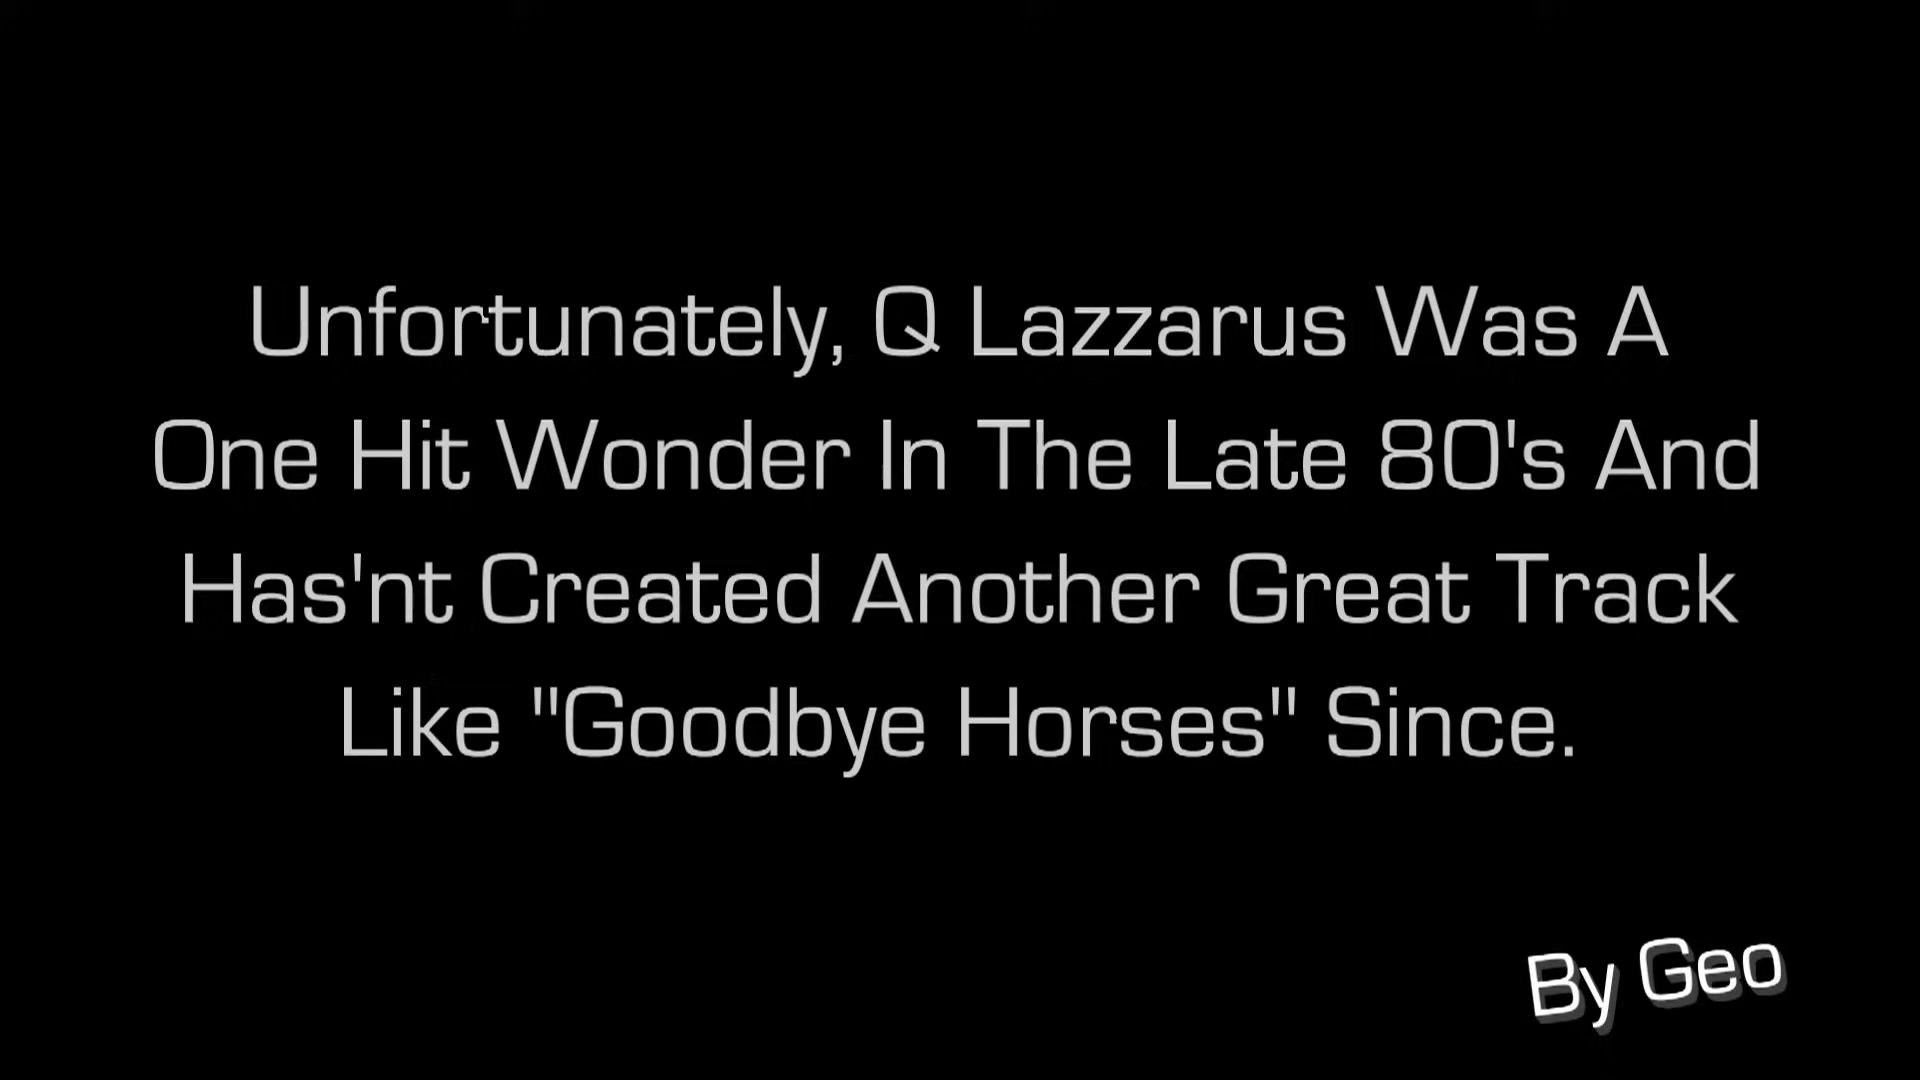 Unfortunately, Q Lazzarus Was A
One Hit Wonder In The Late 80's And
Has'nt Created Another Great Track
Like "Goodbye Horses" Since.
By Geo